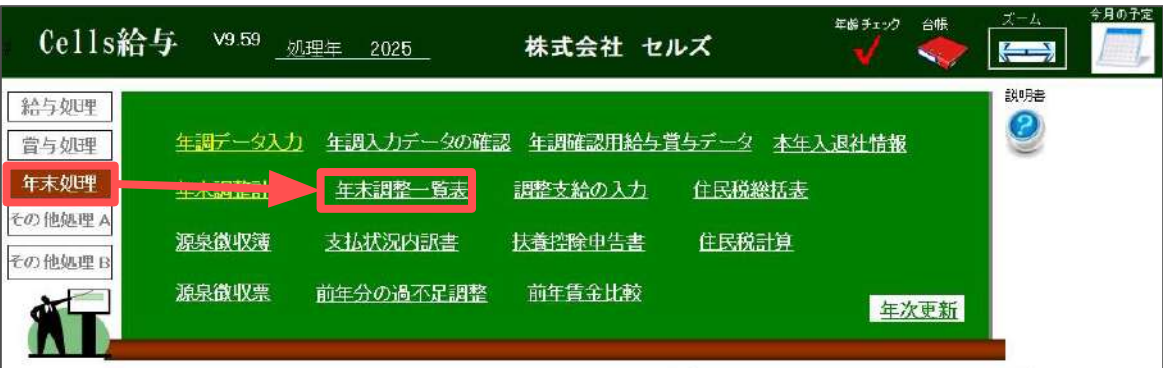 Cells給与 V9.59 処理年 2025 株式会社 セルズ 年齢チェック 台帳 ズーム 今月の予定
説明書
給与処理
賞与処理
年末処理
その他処理 A
その他処理 B
年調データ入力 年調入力データの確認 年調確認用給与賞与データ 本年入退社情報
年末調整計 年末調整一覧表 調整支給の入力 住民税総括表
源泉徴収簿 支払状況内訳書 扶養控除申告書 住民税計算
源泉徴収票 前年分の過不足調整 前年賃金比較
年次更新